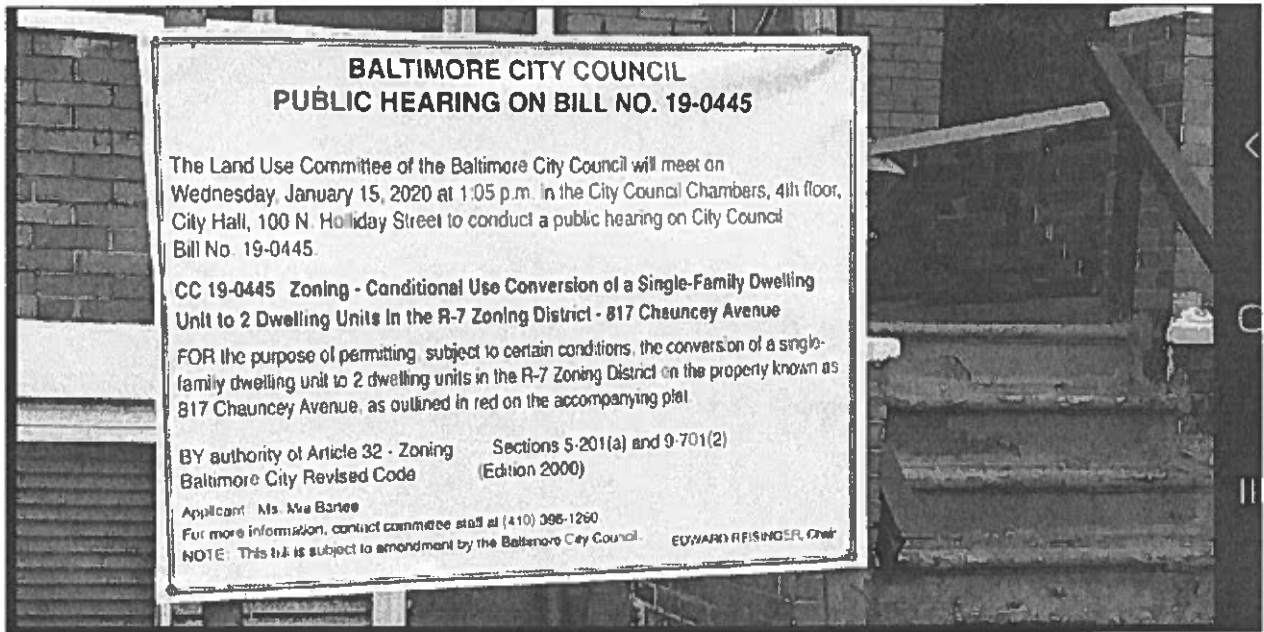 BALTIMORE CITY COUNCIL
PUBLIC HEARING ON BILL NO. 19-0445
The Land Use Committee of the Baltimore City Council will meet on
Wednesday, January 15, 2020 at 1:05 p.m. in the City Council Chambers, 4th floor,
City Hall, 100 N. Holliday Street to conduct a public hearing on City Council
Bill No. 19-0445.
CC 19-0445 Zoning - Conditional Use Conversion of a Single-Family Dwelling
Unit to 2 Dwelling Units in the R-7 Zoning District - 817 Chauncey Avenue
FOR the purpose of permitting, subject to certain conditions, the conversion of a single-
family dwelling unit to 2 dwelling units in the R-7 Zoning District on the property known as
817 Chauncey Avenue, as outlined in red on the accompanying plat
BY authority of Article 32 - Zoning Sections 5-201(a) and 9-701(2)
Baltimore City Revised Code (Edition 2000)
Applicant: Ms. Mia
For more information, contact committee staff at (410) 396-1260
NOTE: This bill is subject to amendment by the Baltimore City Council. EDWARD REISINGER, Chair